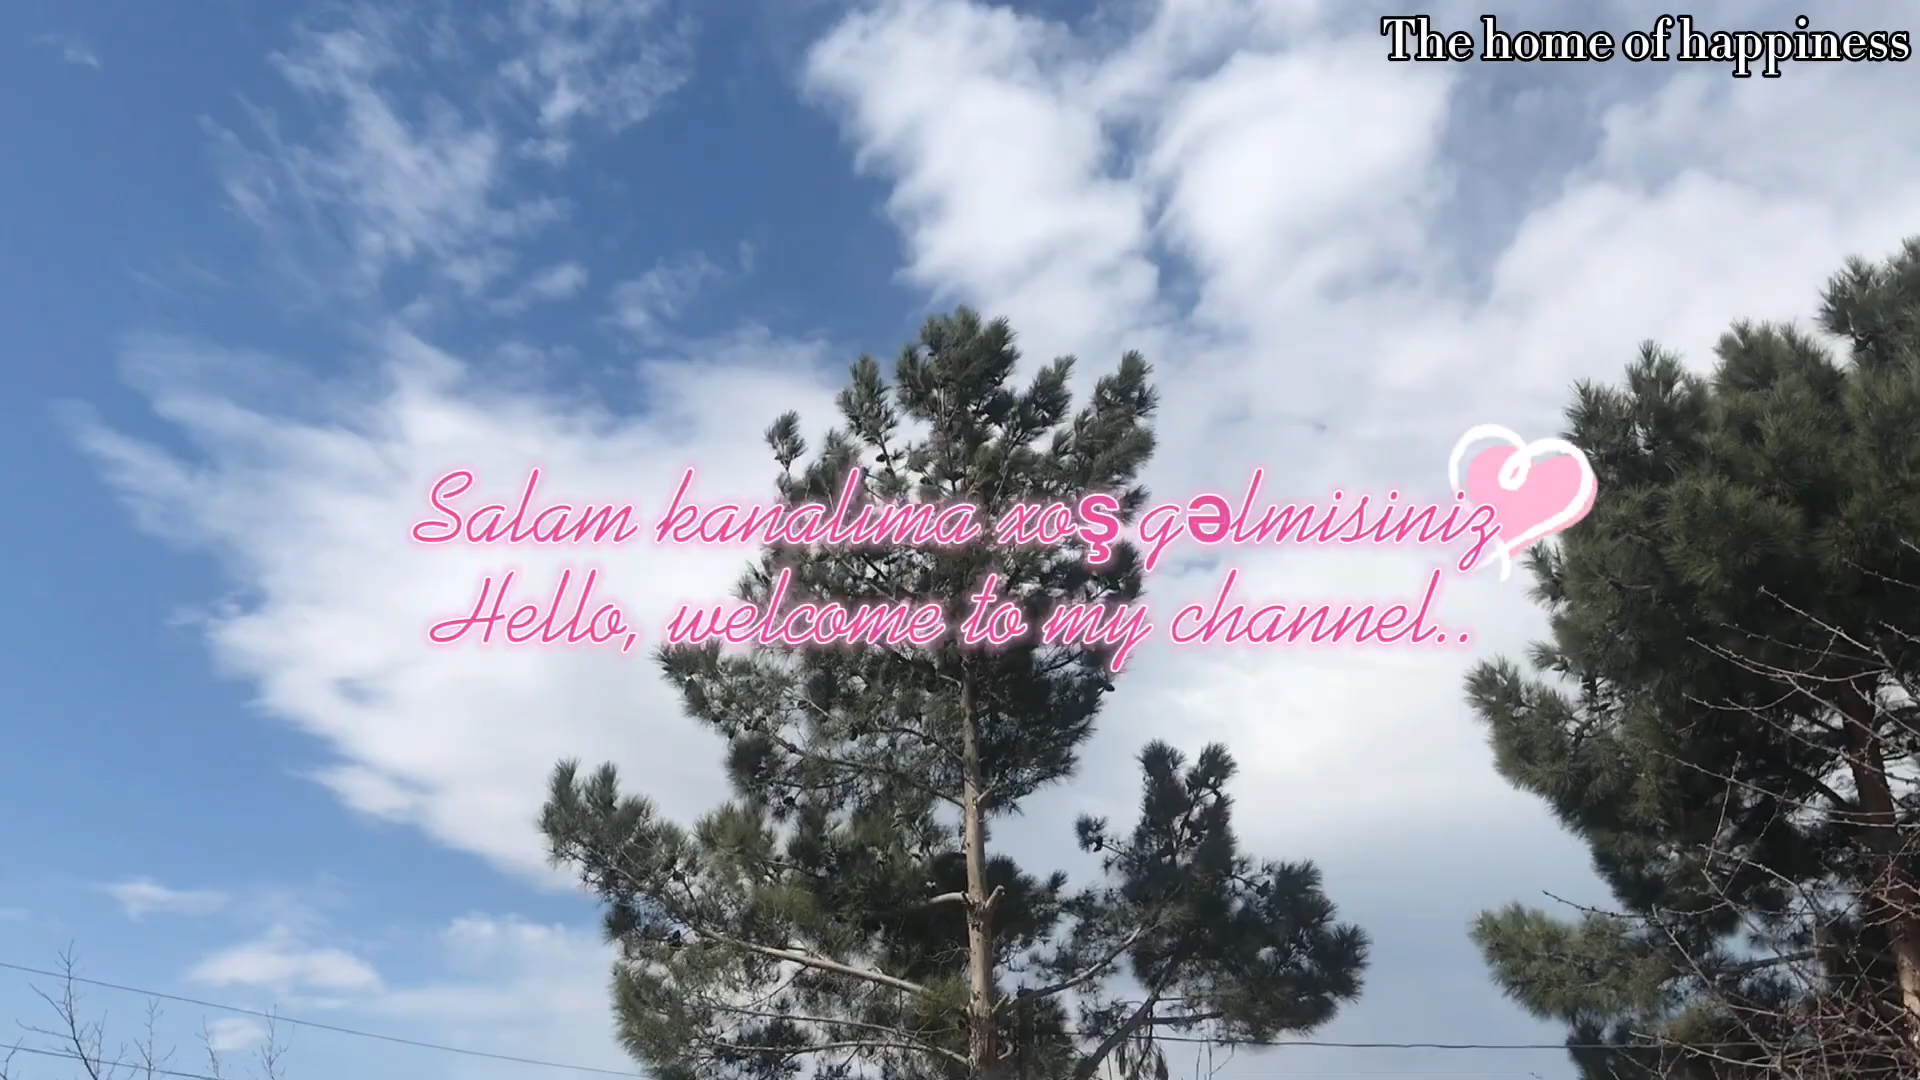 The home of happiness
Salam kanalıma xoş gəlmisiniz
Hello, welcome to my channel..